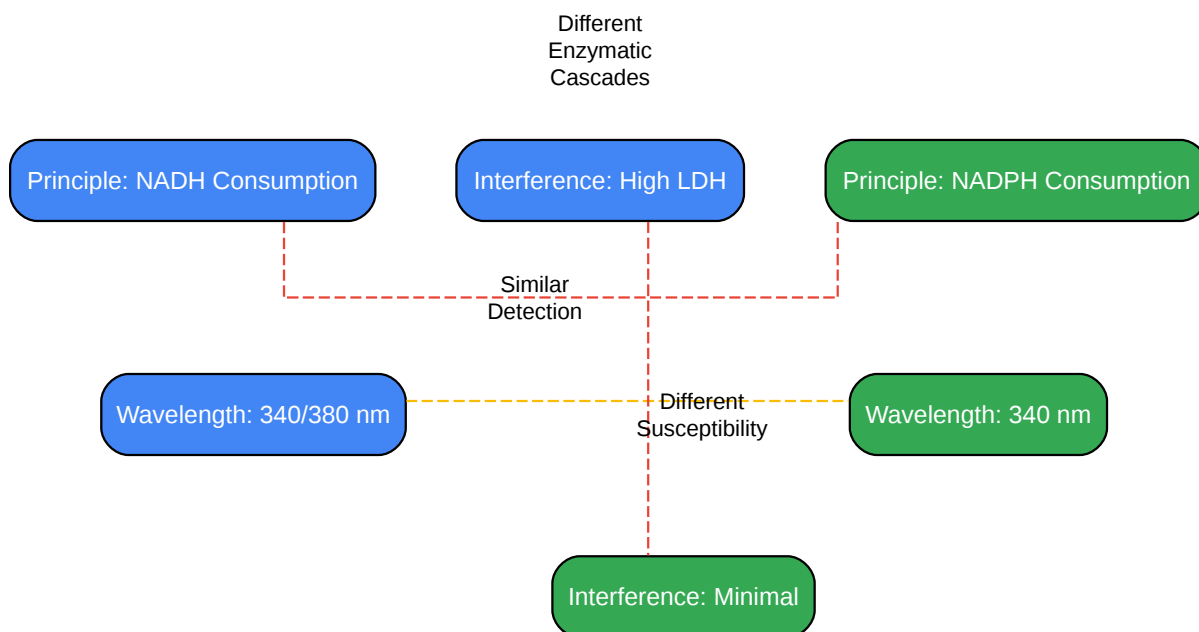 Different
Enzymatic
Cascades
Principle: NADH Consumption
Interference: High LDH
Principle: NADPH Consumption
Similar
Detection
Wavelength: 340/380 nm
Different
Susceptibility
Wavelength: 340 nm
Interference: Minimal